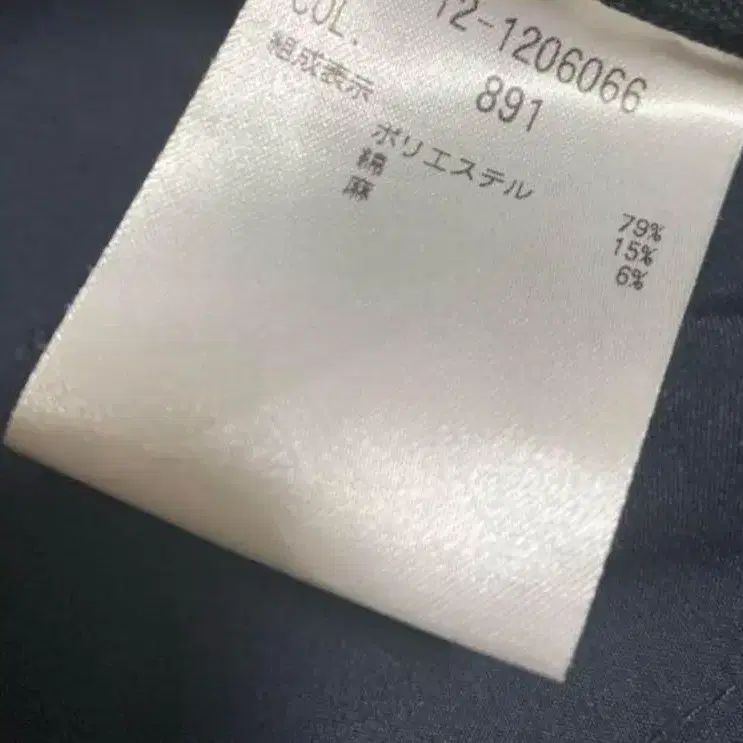 12-1206066
COL. 891
組成表示
ポリエステル 79%
綿 15%
麻 6%